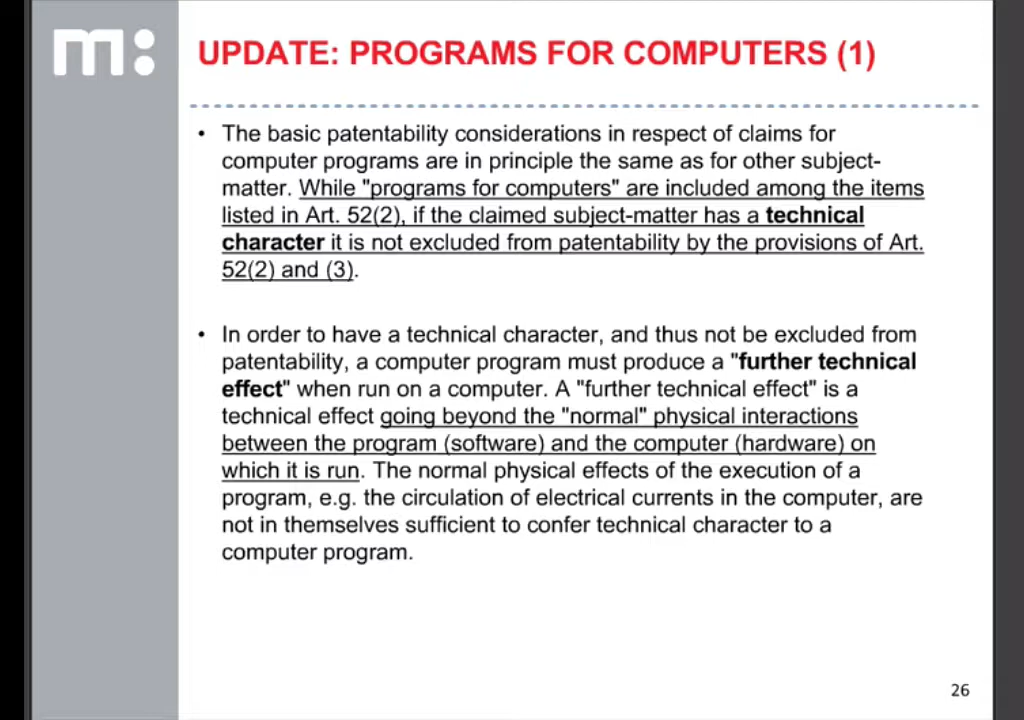 m:
UPDATE: PROGRAMS FOR COMPUTERS (1)
• The basic patentability considerations in respect of claims for
computer programs are in principle the same as for other subject-
matter. While "programs for computers" are included among the items
listed in Art. 52(2), if the claimed subject-matter has a technical
character it is not excluded from patentability by the provisions of Art.
52(2) and (3).
• In order to have a technical character, and thus not be excluded from
patentability, a computer program must produce a "further technical
effect" when run on a computer. A "further technical effect" is a
technical effect going beyond the "normal" physical interactions
between the program (software) and the computer (hardware) on
which it is run. The normal physical effects of the execution of a
program, e.g. the circulation of electrical currents in the computer, are
not in themselves sufficient to confer technical character to a
computer program.
26